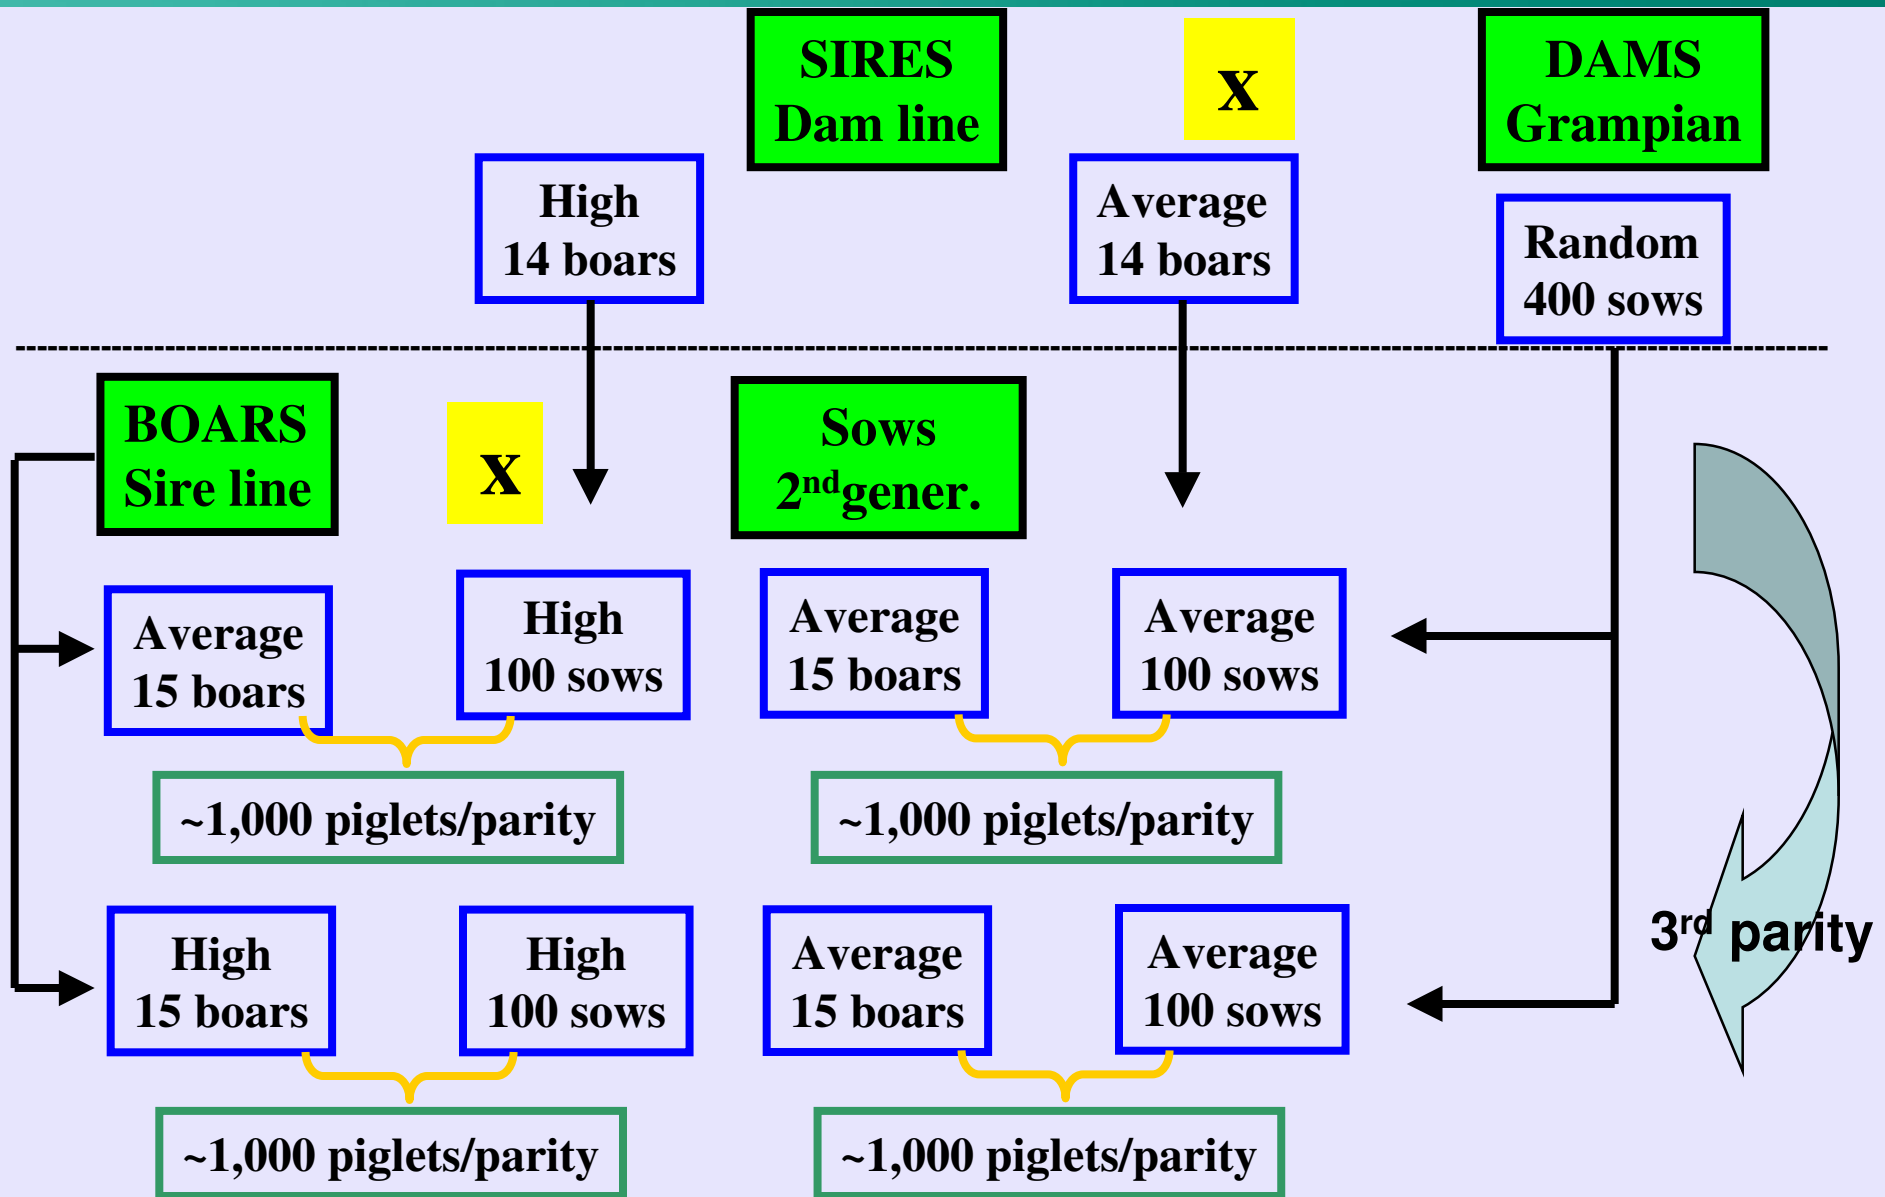 SIRES
Dam line
x
DAMS
Grampian
High
14 boars
Average
14 boars
Random
400 sows
BOARS
Sire line
x
Sows
2nd gener.
Average
15 boars
High
100 sows
Average
15 boars
Average
100 sows
~1,000 piglets/parity
~1,000 piglets/parity
3rd parity
High
15 boars
High
100 sows
Average
15 boars
Average
100 sows
~1,000 piglets/parity
~1,000 piglets/parity